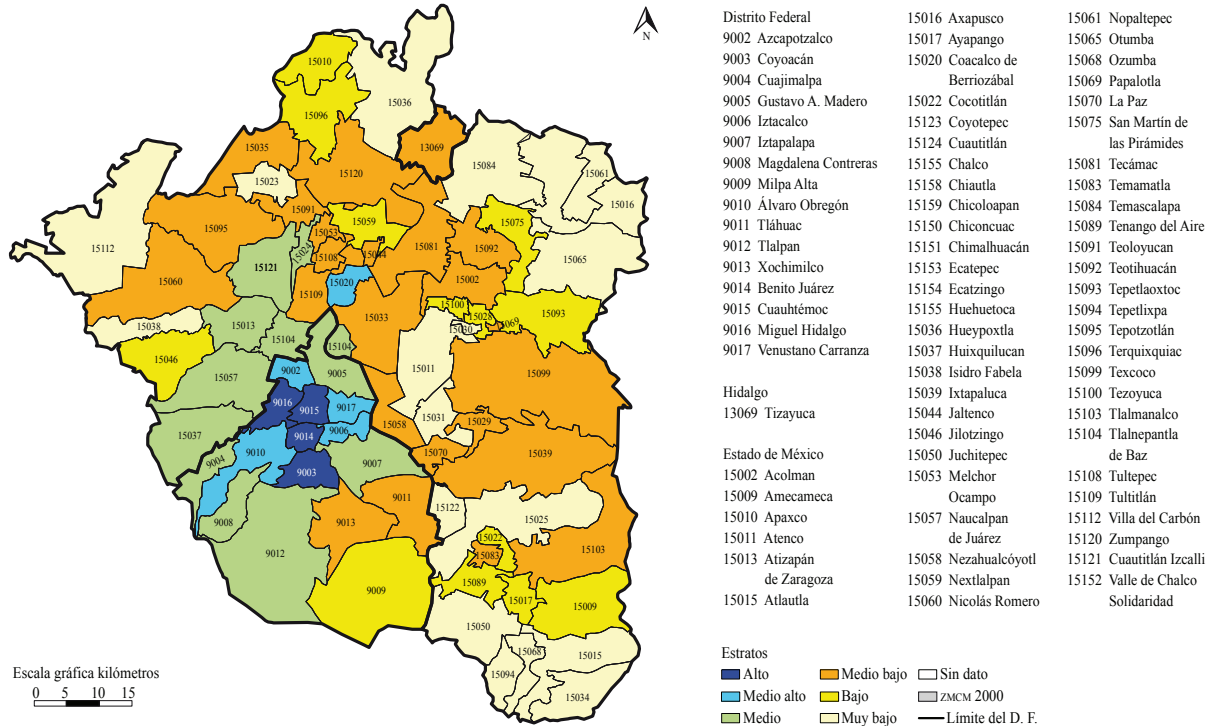 N
15010
15036
15096
15035
13069
15120
15084
15023
15061
15016
15091
15059
15075
15112
15095
15053
15024
15081
15092
15065
15108
15044
15121
15060
15020
15002
15109
15100
15093
15028
15069
15033
15030
15038
15013
15104
15104
15046
9002
9005
15011
15099
15057
9016
9015
9017
15031
15029
15058
9014
9006
15037
9010
15070
15039
9004
9003
9007
9011
15122
15025
9008
9013
15022
9012
15083
15103
15089
9009
15017
15009
15050
15068
15015
15094
15034
Escala gráfica kilómetros
0 5 10 15
Distrito Federal
9002 Azcapotzalco
9003 Coyoacán
9004 Cuajimalpa
9005 Gustavo A. Madero
9006 Iztacalco
9007 Iztapalapa
9008 Magdalena Contreras
9009 Milpa Alta
9010 Álvaro Obregón
9011 Tláhuac
9012 Tlalpan
9013 Xochimilco
9014 Benito Juárez
9015 Cuauhtémoc
9016 Miguel Hidalgo
9017 Venustano Carranza
Hidalgo
13069 Tizayuca
Estado de México
15002 Acolman
15009 Amecameca
15010 Apaxco
15011 Atenco
15013 Atizapán
de Zaragoza
15015 Atlautla
15016 Axapusco
15017 Ayapango
15020 Coacalco de
Berriozábal
15022 Cocotitlán
15123 Coyotepec
15124 Cuautitlán
15155 Chalco
15158 Chiautla
15159 Chicoloapan
15150 Chiconcuac
15151 Chimalhuacán
15153 Ecatepec
15154 Ecatzingo
15155 Huehuetoca
15036 Hueypoxtla
15037 Huixquilucan
15038 Isidro Fabela
15039 Ixtapaluca
15044 Jaltenco
15046 Jilotzingo
15050 Juchitepec
15053 Melchor
Ocampo
15057 Naucalpan
de Juárez
15058 Nezahualcóyotl
15059 Nextlalpan
15060 Nicolás Romero
15061 Nopaltepec
15065 Otumba
15068 Ozumba
15069 Papalotla
15070 La Paz
15075 San Martín de
las Pirámides
15081 Tecámac
15083 Temamatla
15084 Temascalapa
15089 Tenango del Aire
15091 Teoloyucan
15092 Teotihuacán
15093 Tepetlaoxtoc
15094 Tepetlixpa
15095 Tepotzotlán
15096 Terquixquiac
15099 Texcoco
15100 Tezoyuca
15103 Tlalmanalco
15104 Tlalnepantla
de Baz
15108 Tultepec
15109 Tultitlán
15112 Villa del Carbón
15120 Zumpango
15121 Cuautitlán Izcalli
15152 Valle de Chalco
Solidaridad
Estratos
Alto
Medio alto
Medio
Medio bajo
Bajo
Muy bajo
Sin dato
ZMCM 2000
Límite del D. F.